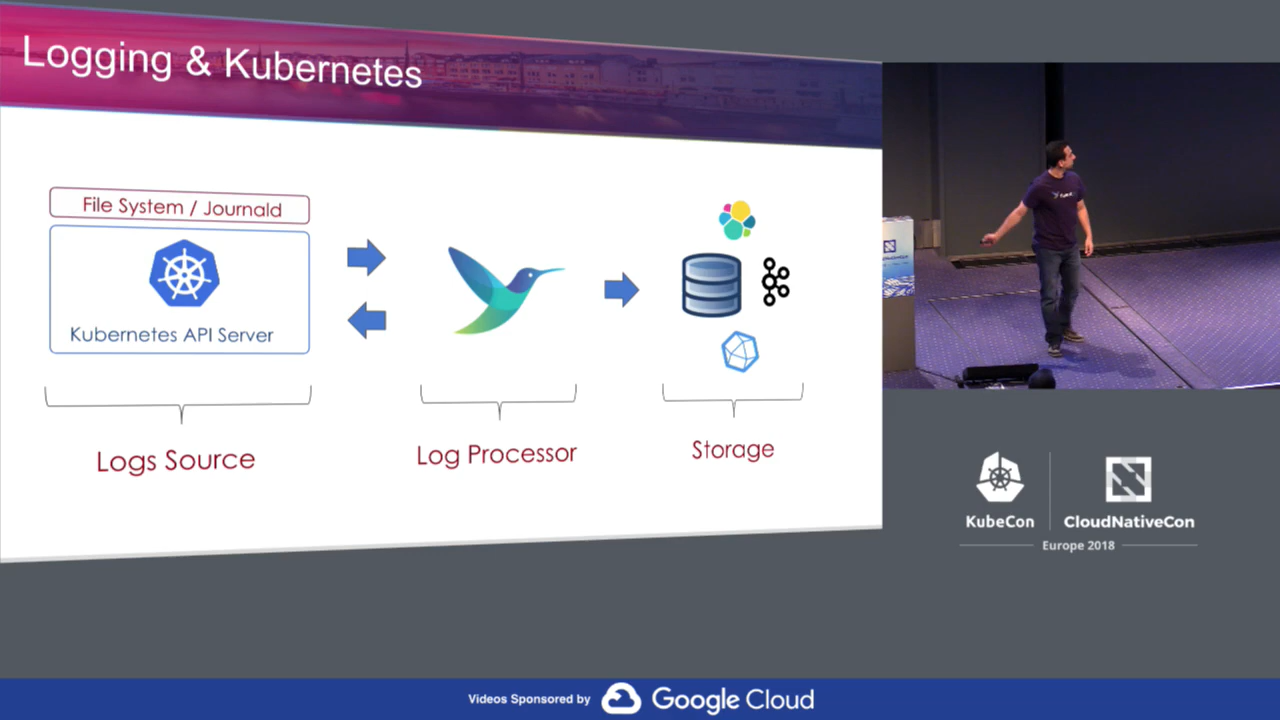 Logging & Kubernetes
File System / Journald
Kubernetes API Server
Logs Source
Log Processor
Storage
KubeCon
CloudNativeCon
Europe 2018
Videos Sponsored by
Google Cloud